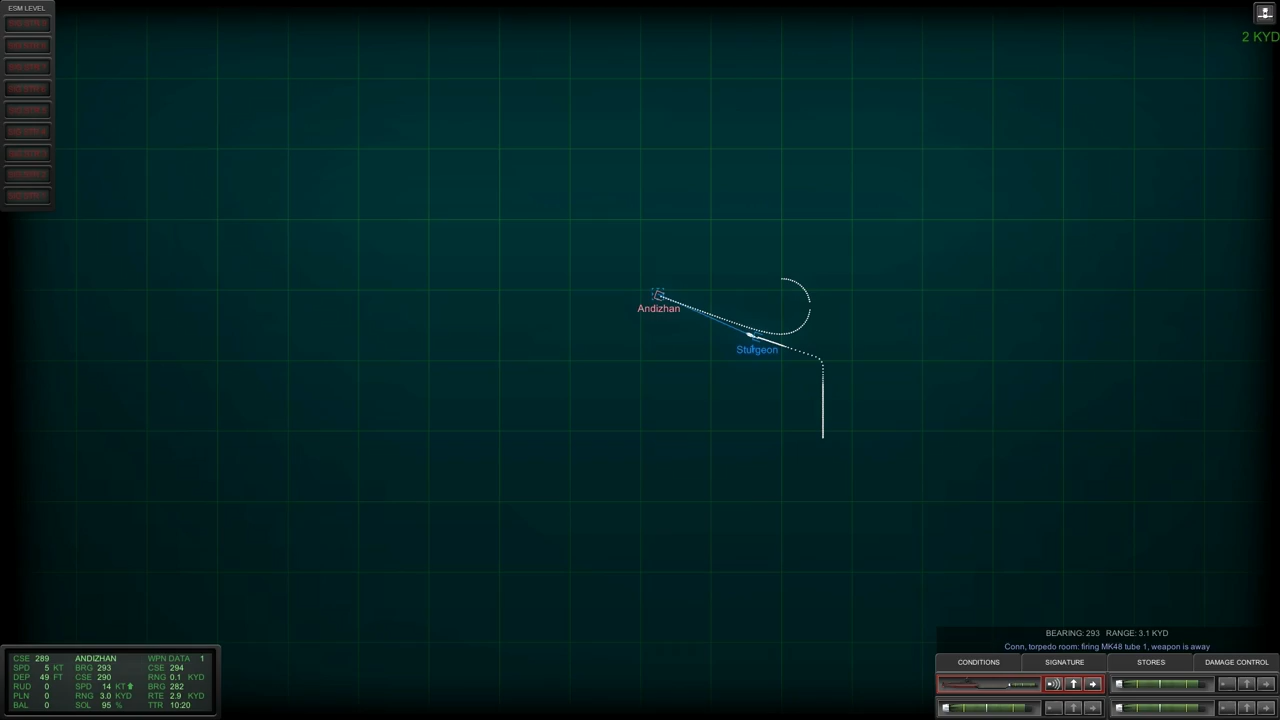 ESM LEVEL
2 KYD
Andizhan
Sturgeon
BEARING: 293 RANGE: 3.1 KYD
Conn, torpedo room: firing MK48 tube 1, weapon is away
CONDITIONS SIGNATURE STORES DAMAGE CONTROL
CSE 289 ANDIZHAN WPN DATA 1
SPD 5 KT BRG 293 CSE 294
DEP 49 FT CSE 290 RNG 0.1 KYD
RUD 0 SPD 14 KT BRG 282
PLN 0 RNG 3.0 KYD RTE 2.9 KYD
BAL 0 SOL 95 % TTR 10:20